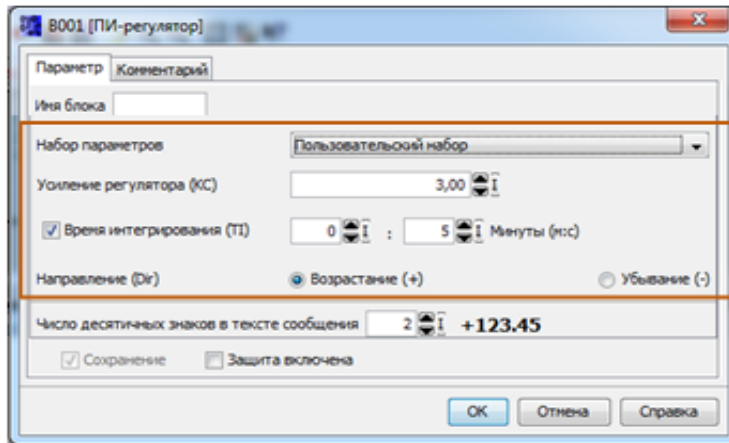 B001 [ПИ-регулятор]
Параметр Комментарий
Имя блока
Набор параметров Пользовательский набор
Усиление регулятора (KC) 3,00
Время интегрирования (TI) 0 : 5 Минуты (м:с)
Направление (Dir) Возрастание (+) Убывание (-)
Число десятичных знаков в тексте сообщения 2 +123.45
Сохранение Защита включена
OK Отмена Справка